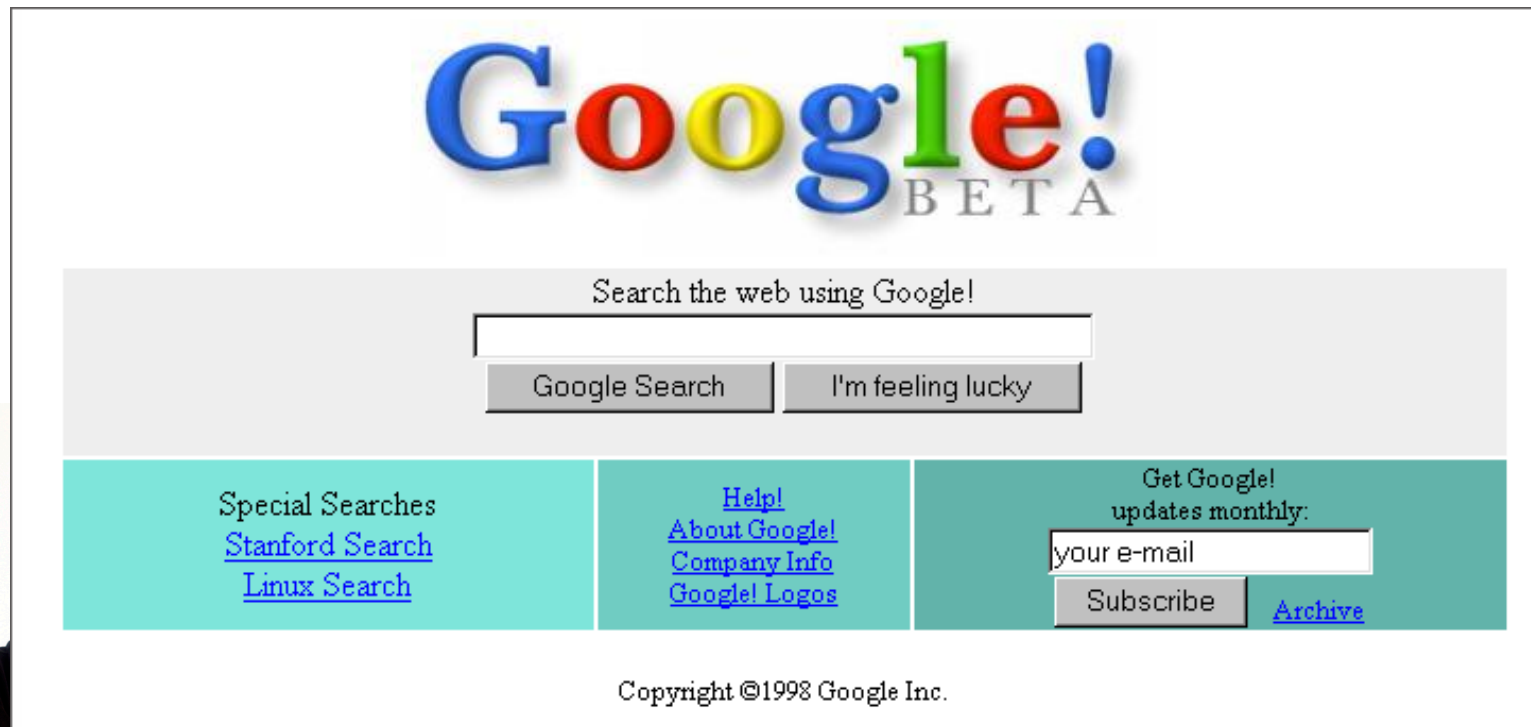 Google!
BETA
Search the web using Google!
Google Search
I'm feeling lucky
Special Searches
Stanford Search
Linux Search
Help!
About Google!
Company Info
Google! Logos
Get Google!
updates monthly:
your e-mail
Subscribe
Archive
Copyright ©1998 Google Inc.